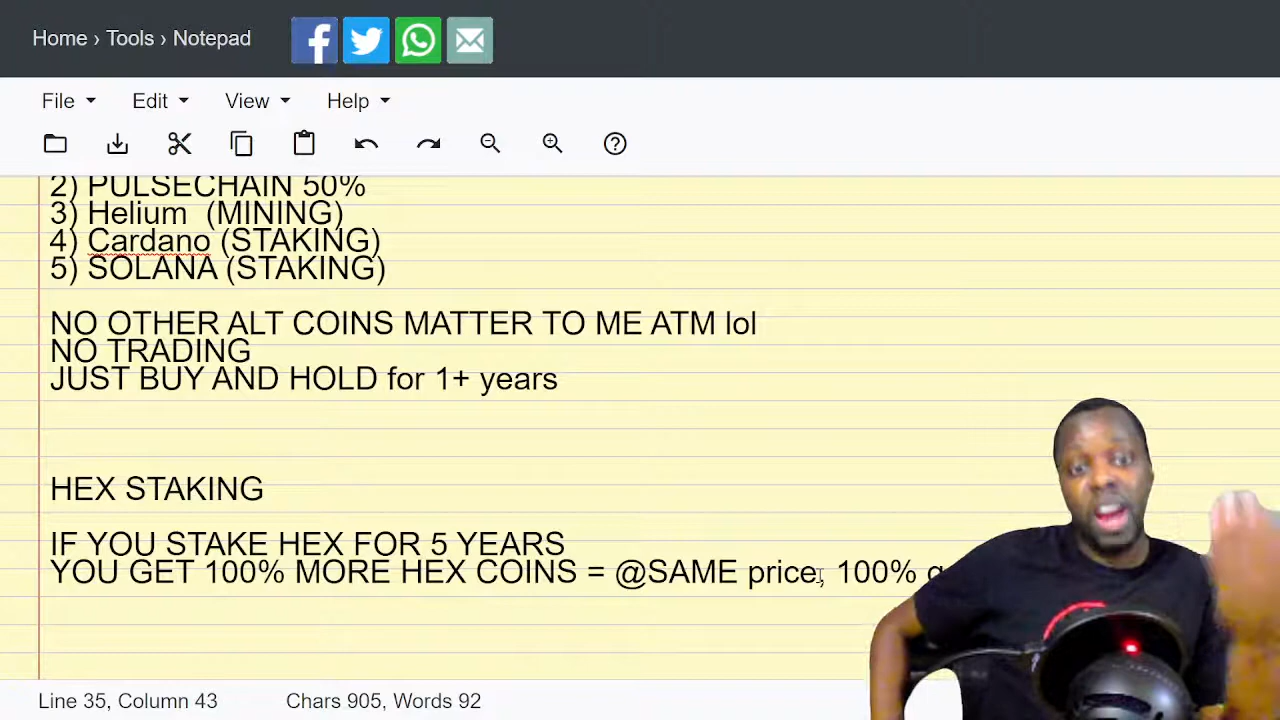 Home › Tools › Notepad
File Edit View Help
2) PULSECHAIN 50%
3) Helium (MINING)
4) Cardano (STAKING)
5) SOLANA (STAKING)
NO OTHER ALT COINS MATTER TO ME ATM lol
NO TRADING
JUST BUY AND HOLD for 1+ years
HEX STAKING
IF YOU STAKE HEX FOR 5 YEARS
YOU GET 100% MORE HEX COINS = @SAME price, 100%
Line 35, Column 43 Chars 905, Words 92